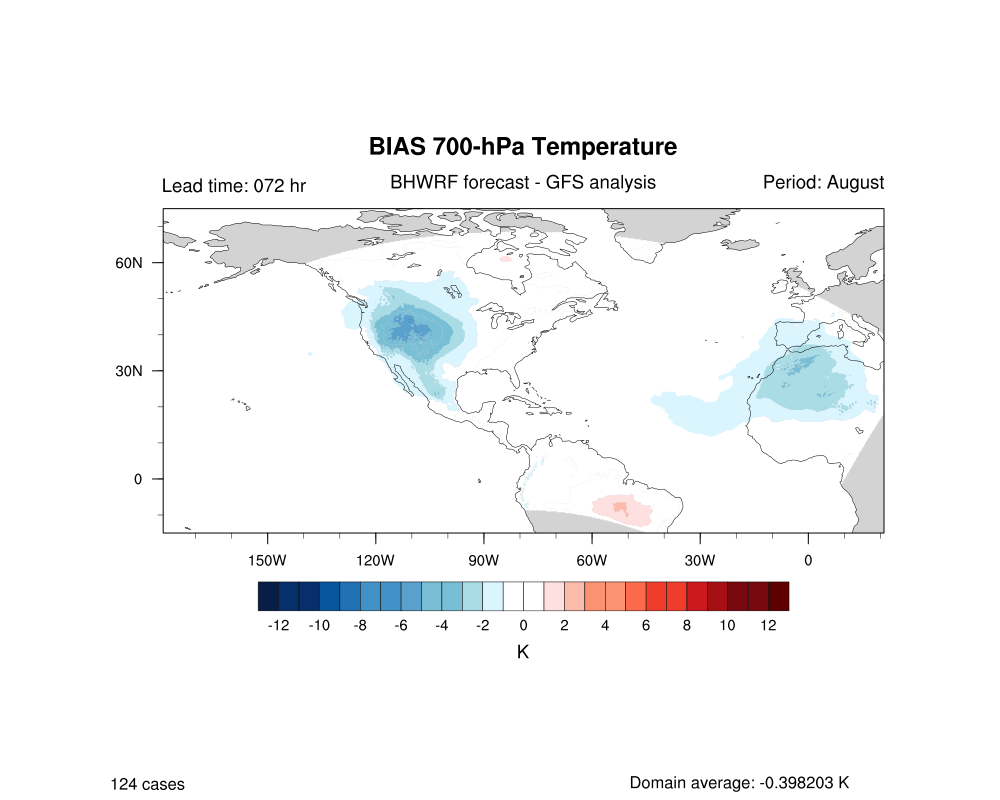 BIAS 700-hPa Temperature
Lead time: 072 hr
BHWRF forecast - GFS analysis
Period: August
60N
30N
0
150W 120W 90W 60W 30W 0
-12 -10 -8 -6 -4 -2 0 2 4 6 8 10 12
K
124 cases
Domain average: -0.398203 K